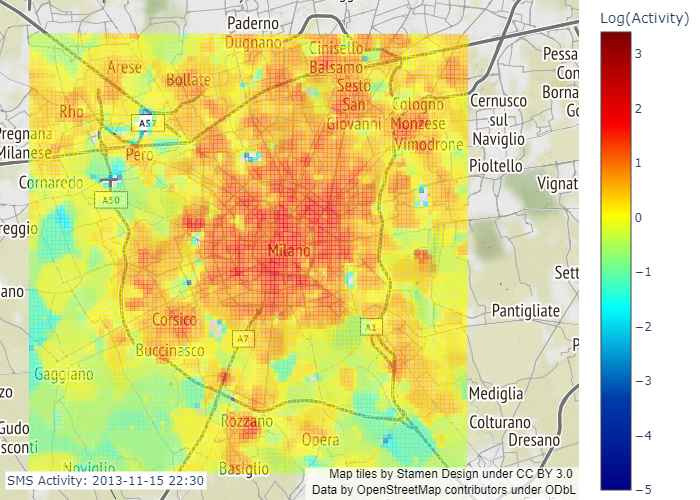 Paderno
Dugnano
Log(Activity)
Cinisello
Balsamo
Arese
Bollate
Sesto
San
Giovanni
Pessa
Con
Borna
Go
Rho
Cologno
Monzese
Vimodrone
Cernusco
sul
Naviglio
A52
Pregnana
Milanese
Pero
Pioltello
Cornaredo
Vignat
A50
reggio
Milano
Sett
ano
Pantigliate
Corsico
A1
A7
Buccinasco
P
Gaggiano
zo
Mediglia
Rozzano
Colturano
Gudo
sconti
Opera
Dresano
Noviglio
Basiglio
SMS Activity: 2013-11-15 22:30
Map tiles by Stamen Design under CC BY 3.0
Data by OpenStreetMap contributors under ODbL
3
2
1
0
−1
−2
−3
−4
−5